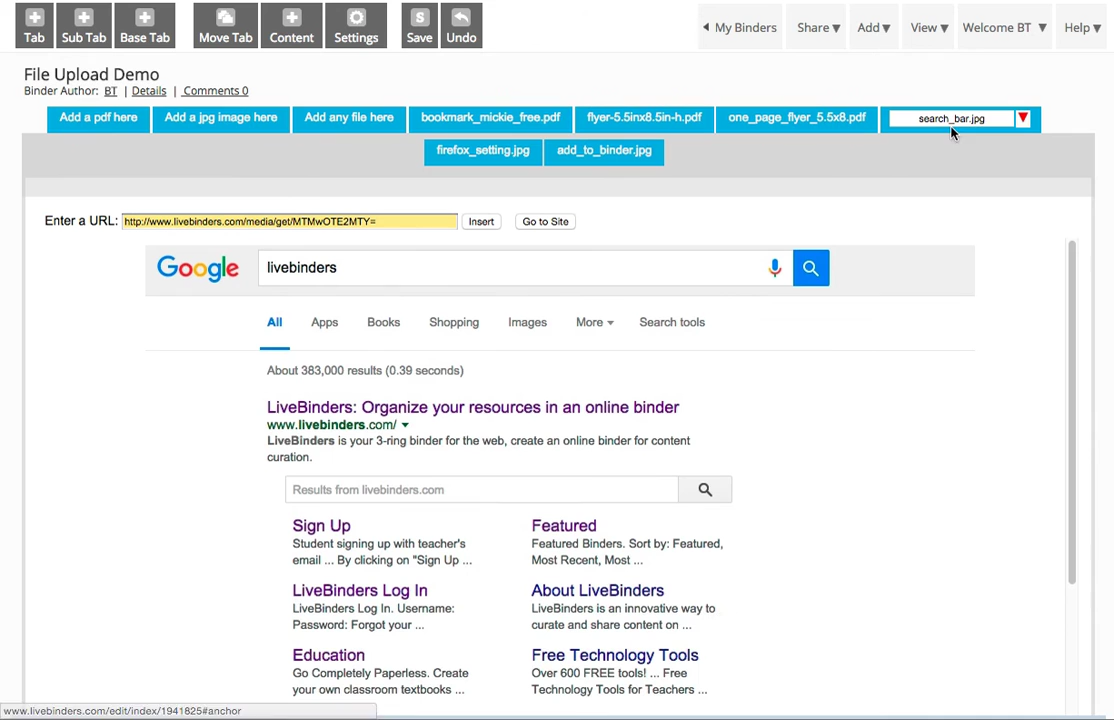 Tab Sub Tab Base Tab Move Tab Content Settings S Save Undo My Binders Share Add View Welcome BT Help
File Upload Demo
Binder Author: BT | Details | Comments 0
Add a pdf here Add a jpg image here Add any file here bookmark_mickie_free.pdf flyer-5.5inx8.5in-h.pdf one_page_flyer_5.5x8.pdf search_bar.jpg
firefox_setting.jpg add_to_binder.jpg
Enter a URL: http://www.livebinders.com/media/get/MTMwOTE2MTY= Insert Go to Site
Google livebinders
All Apps Books Shopping Images More Search tools
About 383,000 results (0.39 seconds)
LiveBinders: Organize your resources in an online binder
www.livebinders.com/
LiveBinders is your 3-ring binder for the web, create an online binder for content
curation.
Results from livebinders.com
Sign Up Featured
Student signing up with teacher's Featured Binders. Sort by: Featured,
email ... By clicking on "Sign Up ... Most Recent, Most ...
LiveBinders Log In About LiveBinders
LiveBinders Log In. Username: LiveBinders is an innovative way to
Password: Forgot your ... curate and share content on ...
Education Free Technology Tools
Go Completely Paperless. Create Over 600 FREE tools! ... Free
your own classroom textbooks ... Technology Tools for Teachers ...
www.livebinders.com/edit/index/1941825#anchor